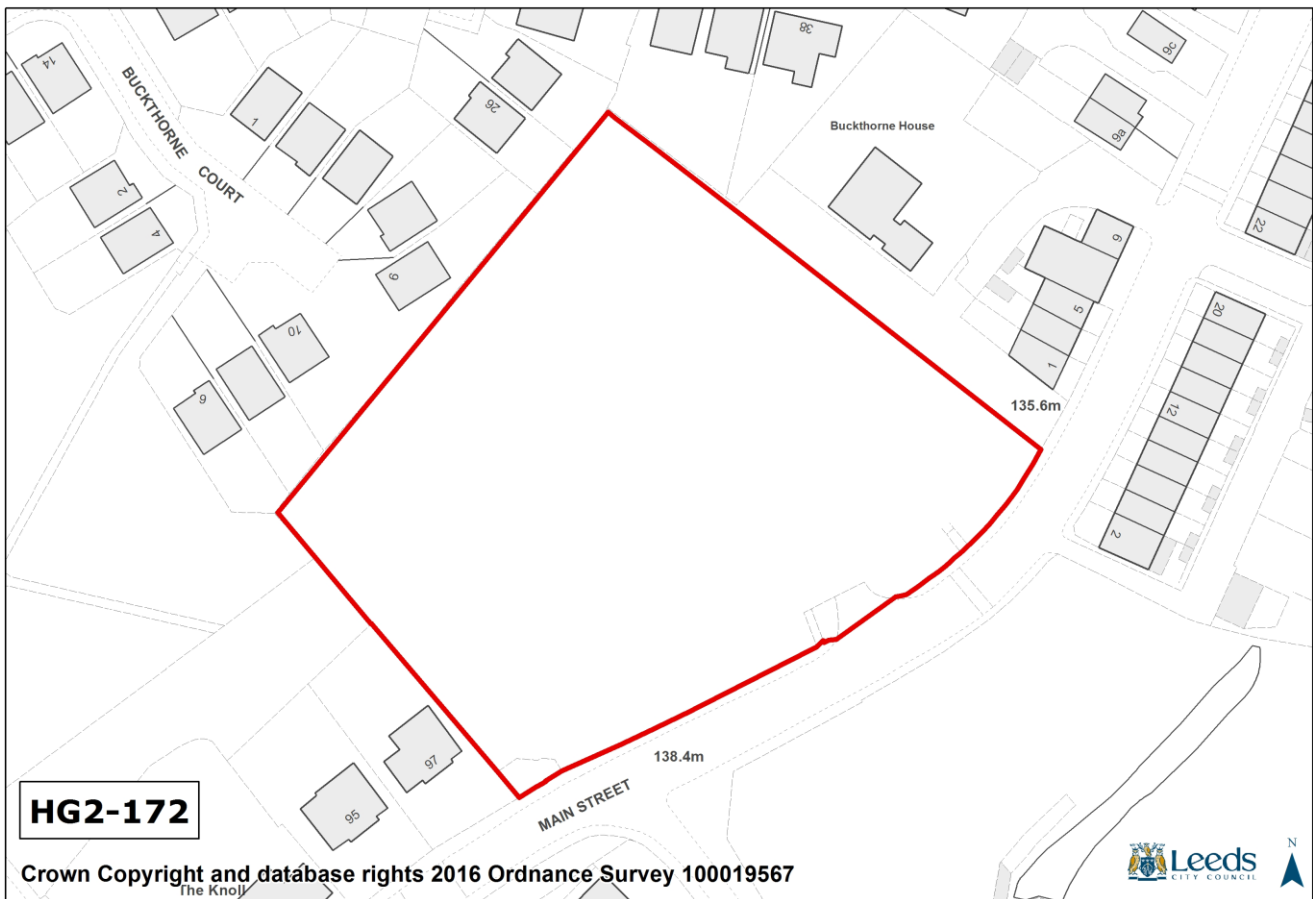 38
9c
14
BUCKTHORNE COURT
1
26
Buckthorne House
9a
2
4
22
9
6
5
20
10
1
135.6m
12
6
2
97
138.4m
MAIN STREET
95
HG2-172
Crown Copyright and database rights 2016 Ordnance Survey 100019567
The Knoll
Leeds
CITY COUNCIL
N